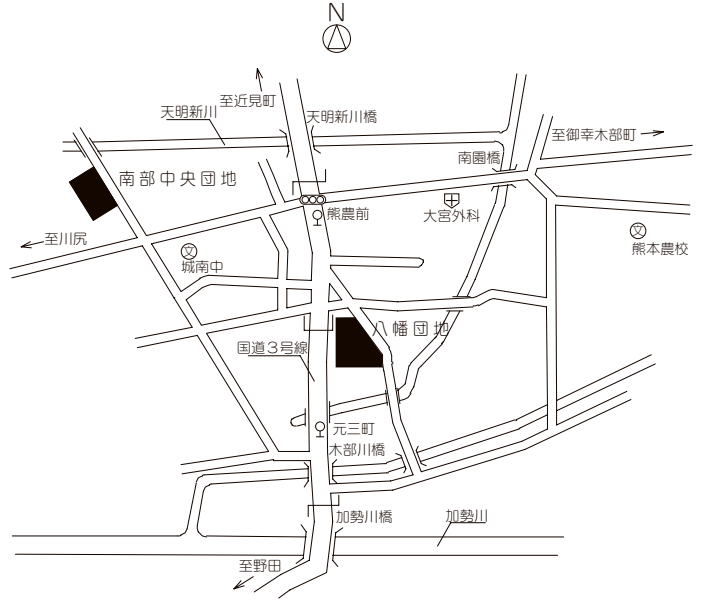 N
至近見町
天明新川
天明新川橋
至御幸木部町
南園橋
南部中央団地
熊農前
大宮外科
至川尻
文
城南中
文
熊本農校
八幡団地
国道３号線
元三町
木部川橋
加勢川橋
加勢川
至野田